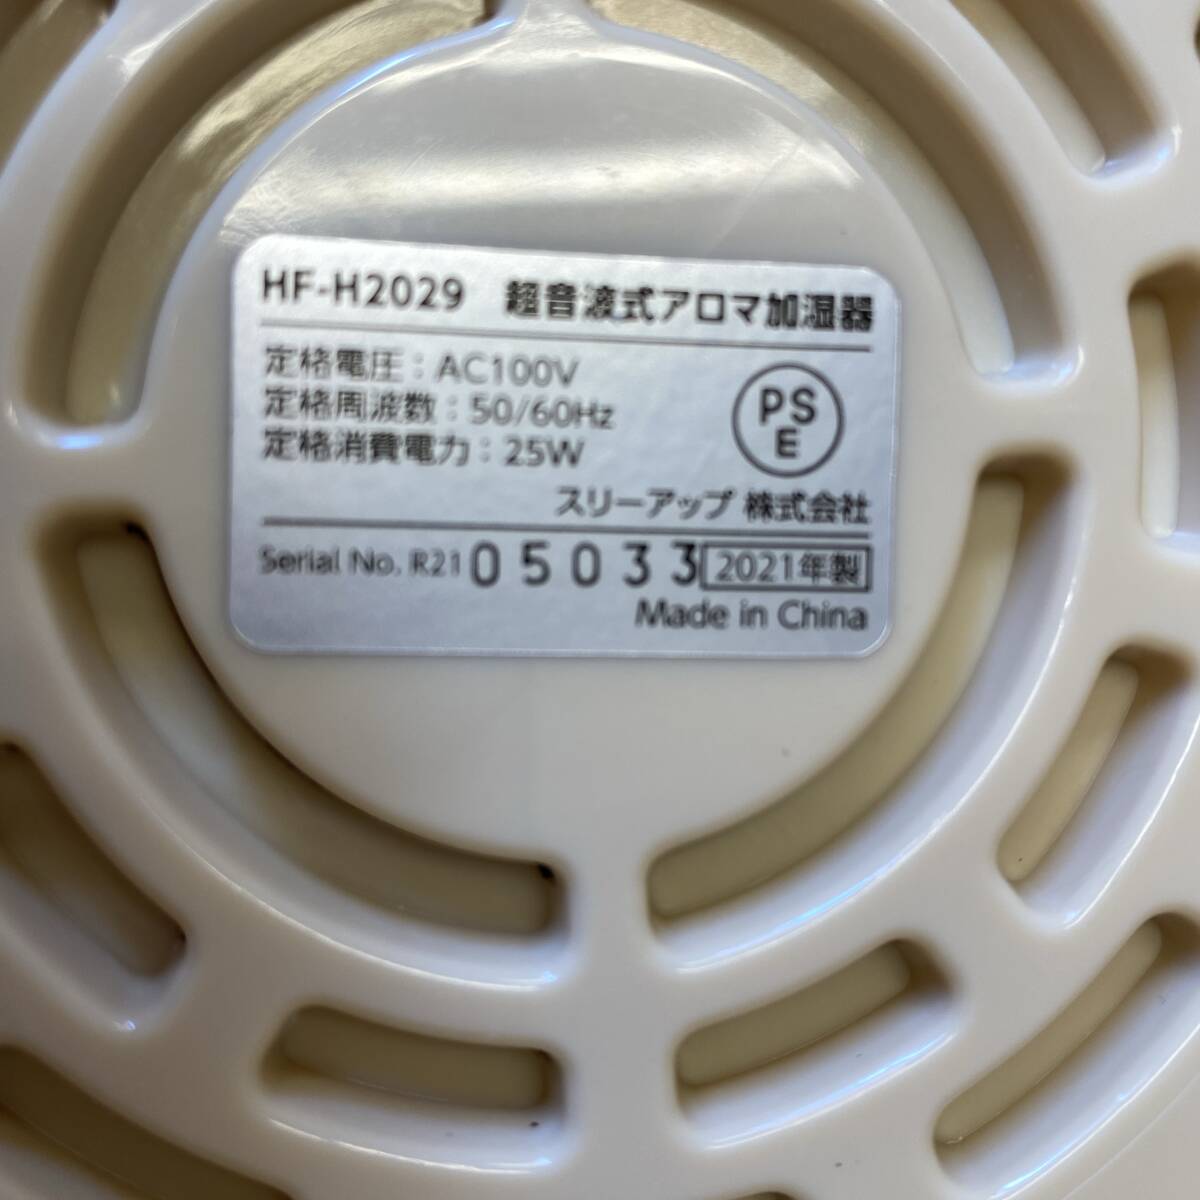 HF-H2029 超音波式アロマ加湿器
定格電圧：AC100V
定格周波数：50/60Hz
定格消費電力：25W
PSE
スリーアップ 株式会社
Serial No. R21 05033 2021年製
Made in China